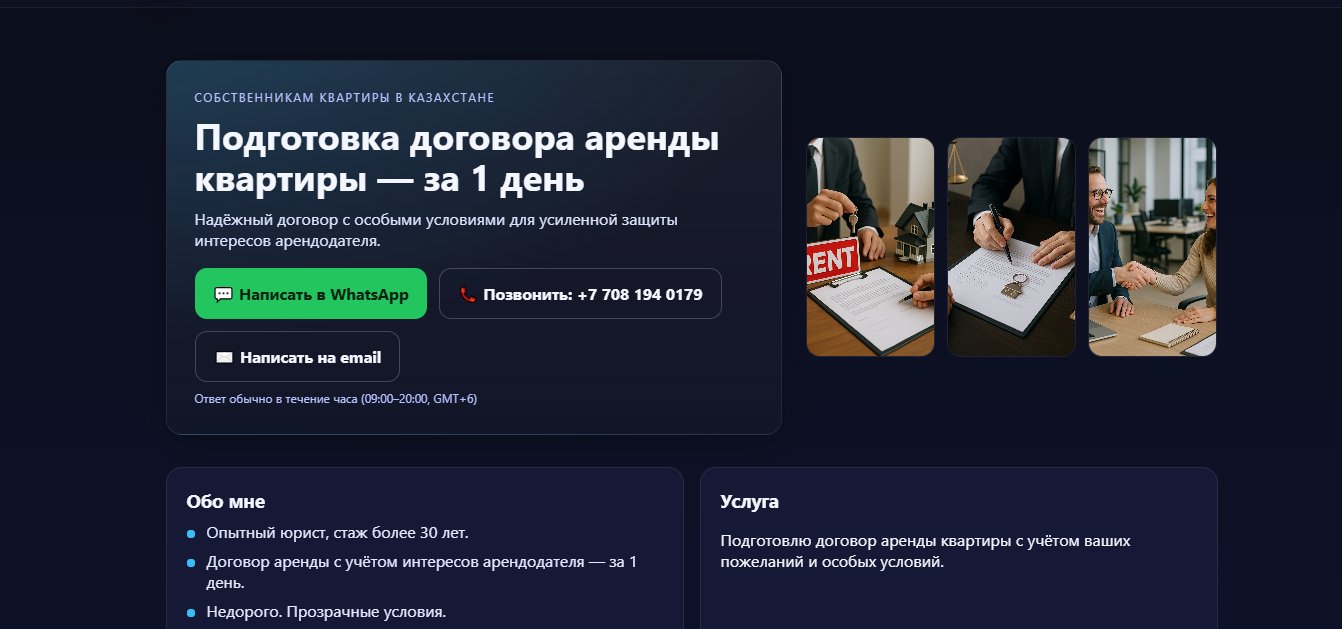 СОБСТВЕННИКАМ КВАРТИРЫ В КАЗАХСТАНЕ
Подготовка договора аренды
квартиры — за 1 день
Надёжный договор с особыми условиями для усиленной защиты
интересов арендодателя.
💬 Написать в WhatsApp
📞 Позвонить: +7 708 194 0179
✉️ Написать на email
Ответ обычно в течение часа (09:00–20:00, GMT+6)
RENT
Обо мне
Опытный юрист, стаж более 30 лет.
Договор аренды с учётом интересов арендодателя — за 1
день.
Недорого. Прозрачные условия.
Услуга
Подготовлю договор аренды квартиры с учётом ваших
пожеланий и особых условий.